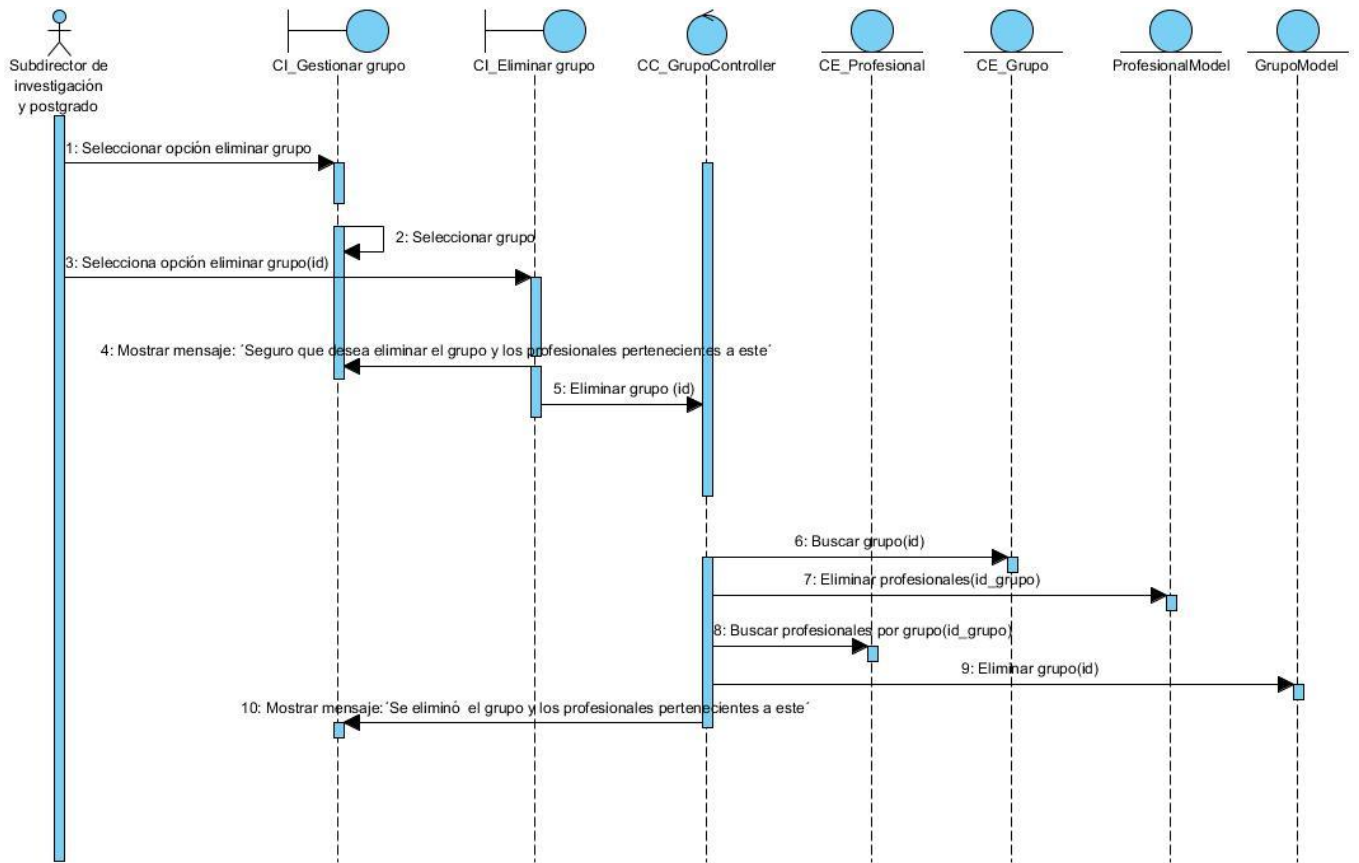 Subdirector de
investigación
y postgrado
CI_Gestionar grupo
CI_Eliminar grupo
CC_GrupoController
CE_Profesional
CE_Grupo
ProfesionalModel
GrupoModel
1: Seleccionar opción eliminar grupo
2: Seleccionar grupo
3: Selecciona opción eliminar grupo(id)
4: Mostrar mensaje: ´Seguro que desea eliminar el grupo y los profesionales pertenecientes a este´
5: Eliminar grupo (id)
6: Buscar grupo(id)
7: Eliminar profesionales(id_grupo)
8: Buscar profesionales por grupo(id_grupo)
9: Eliminar grupo(id)
10: Mostrar mensaje:´Se eliminó el grupo y los profesionales pertenecientes a este´